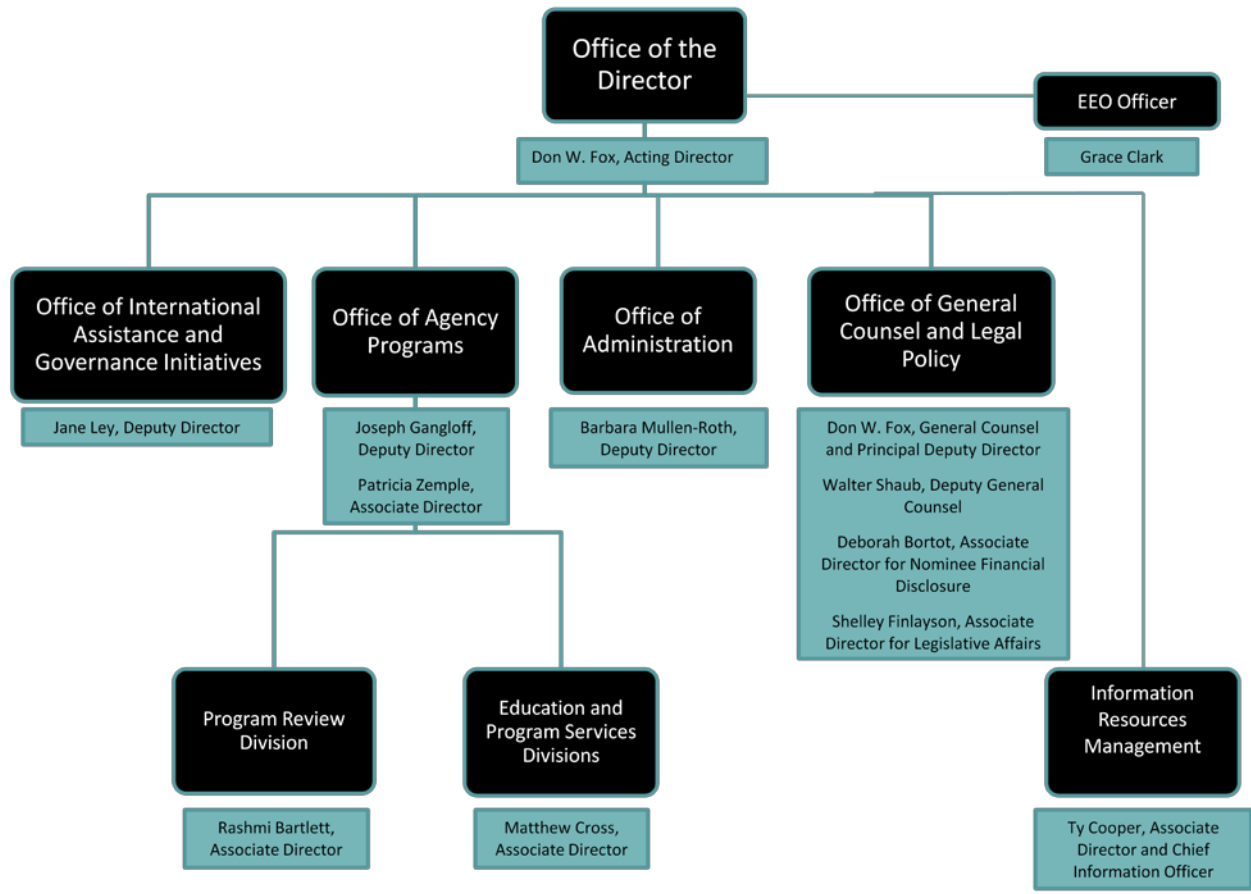 Office of the
Director
EEO Officer
Don W. Fox, Acting Director
Grace Clark
Office of International
Assistance and
Governance Initiatives
Jane Ley, Deputy Director
Office of Agency
Programs
Joseph Gangloff,
Deputy Director
Patricia Zemple,
Associate Director
Office of
Administration
Barbara Mullen-Roth,
Deputy Director
Office of General
Counsel and Legal
Policy
Don W. Fox, General Counsel
and Principal Deputy Director
Walter Shaub, Deputy General
Counsel
Deborah Bortot, Associate
Director for Nominee Financial
Disclosure
Shelley Finlayson, Associate
Director for Legislative Affairs
Program Review
Division
Rashmi Bartlett,
Associate Director
Education and
Program Services
Divisions
Matthew Cross,
Associate Director
Information
Resources
Management
Ty Cooper, Associate
Director and Chief
Information Officer